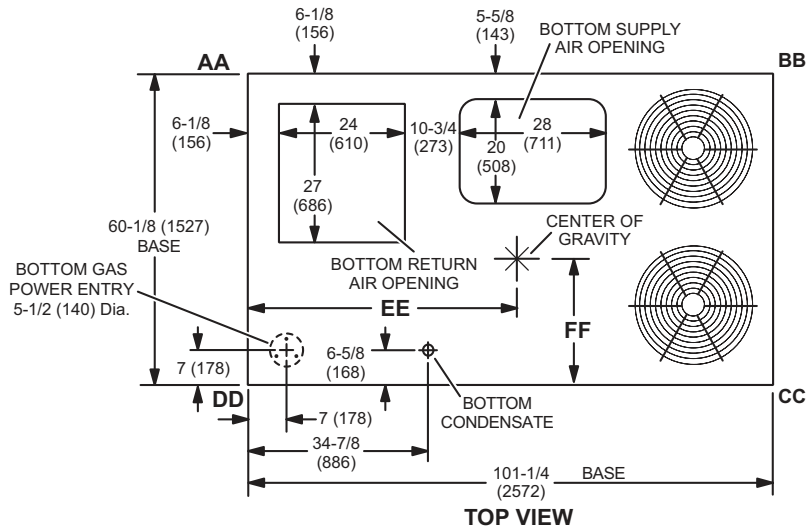 6-1/8
(156)
5-5/8
(143)
BOTTOM SUPPLY
AIR OPENING
AA
BB
6-1/8
(156)
24
(610)
10-3/4
(273)
28
(711)
20
(508)
27
(686)
60-1/8 (1527)
BASE
CENTER OF
GRAVITY
BOTTOM GAS
POWER ENTRY
5-1/2 (140) Dia.
BOTTOM RETURN
AIR OPENING
EE
FF
7 (178)
6-5/8
(168)
DD
7 (178)
BOTTOM
CONDENSATE
CC
34-7/8
(886)
101-1/4
(2572)
BASE
TOP VIEW